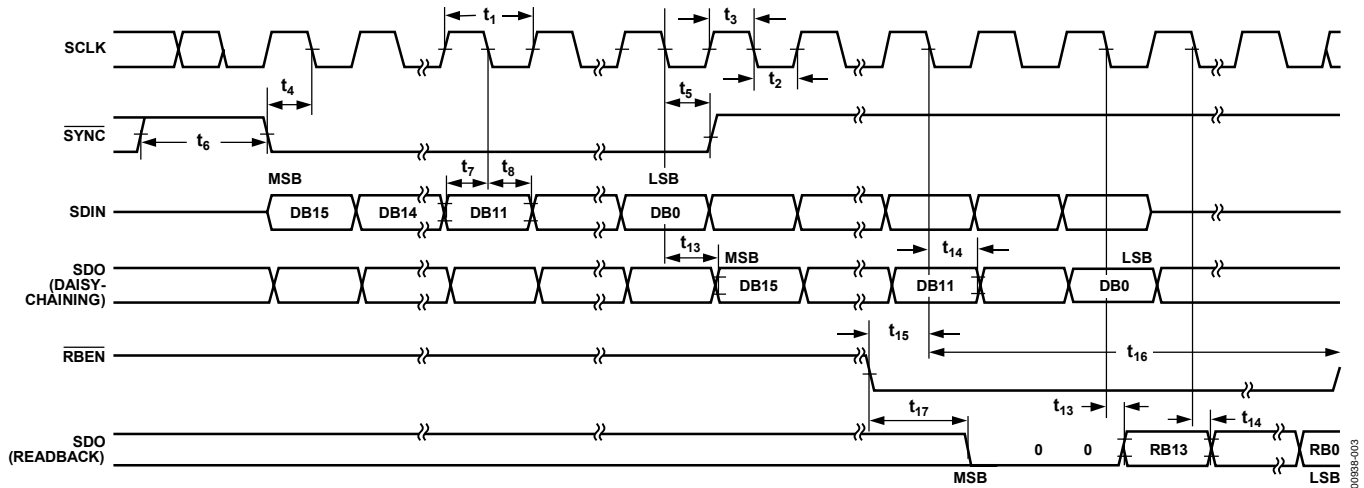 t1
t3
SCLK
t2
t4
t5
SYNC
t6
MSB
t7
t8
LSB
SDIN
DB15
DB14
DB11
DB0
t13
MSB
t14
LSB
SDO
(DAISY-
CHAINING)
DB15
DB11
DB0
t15
RBEN
t16
t17
t13
t14
SDO
(READBACK)
0
0
RB13
RB0
MSB
LSB
00938-003